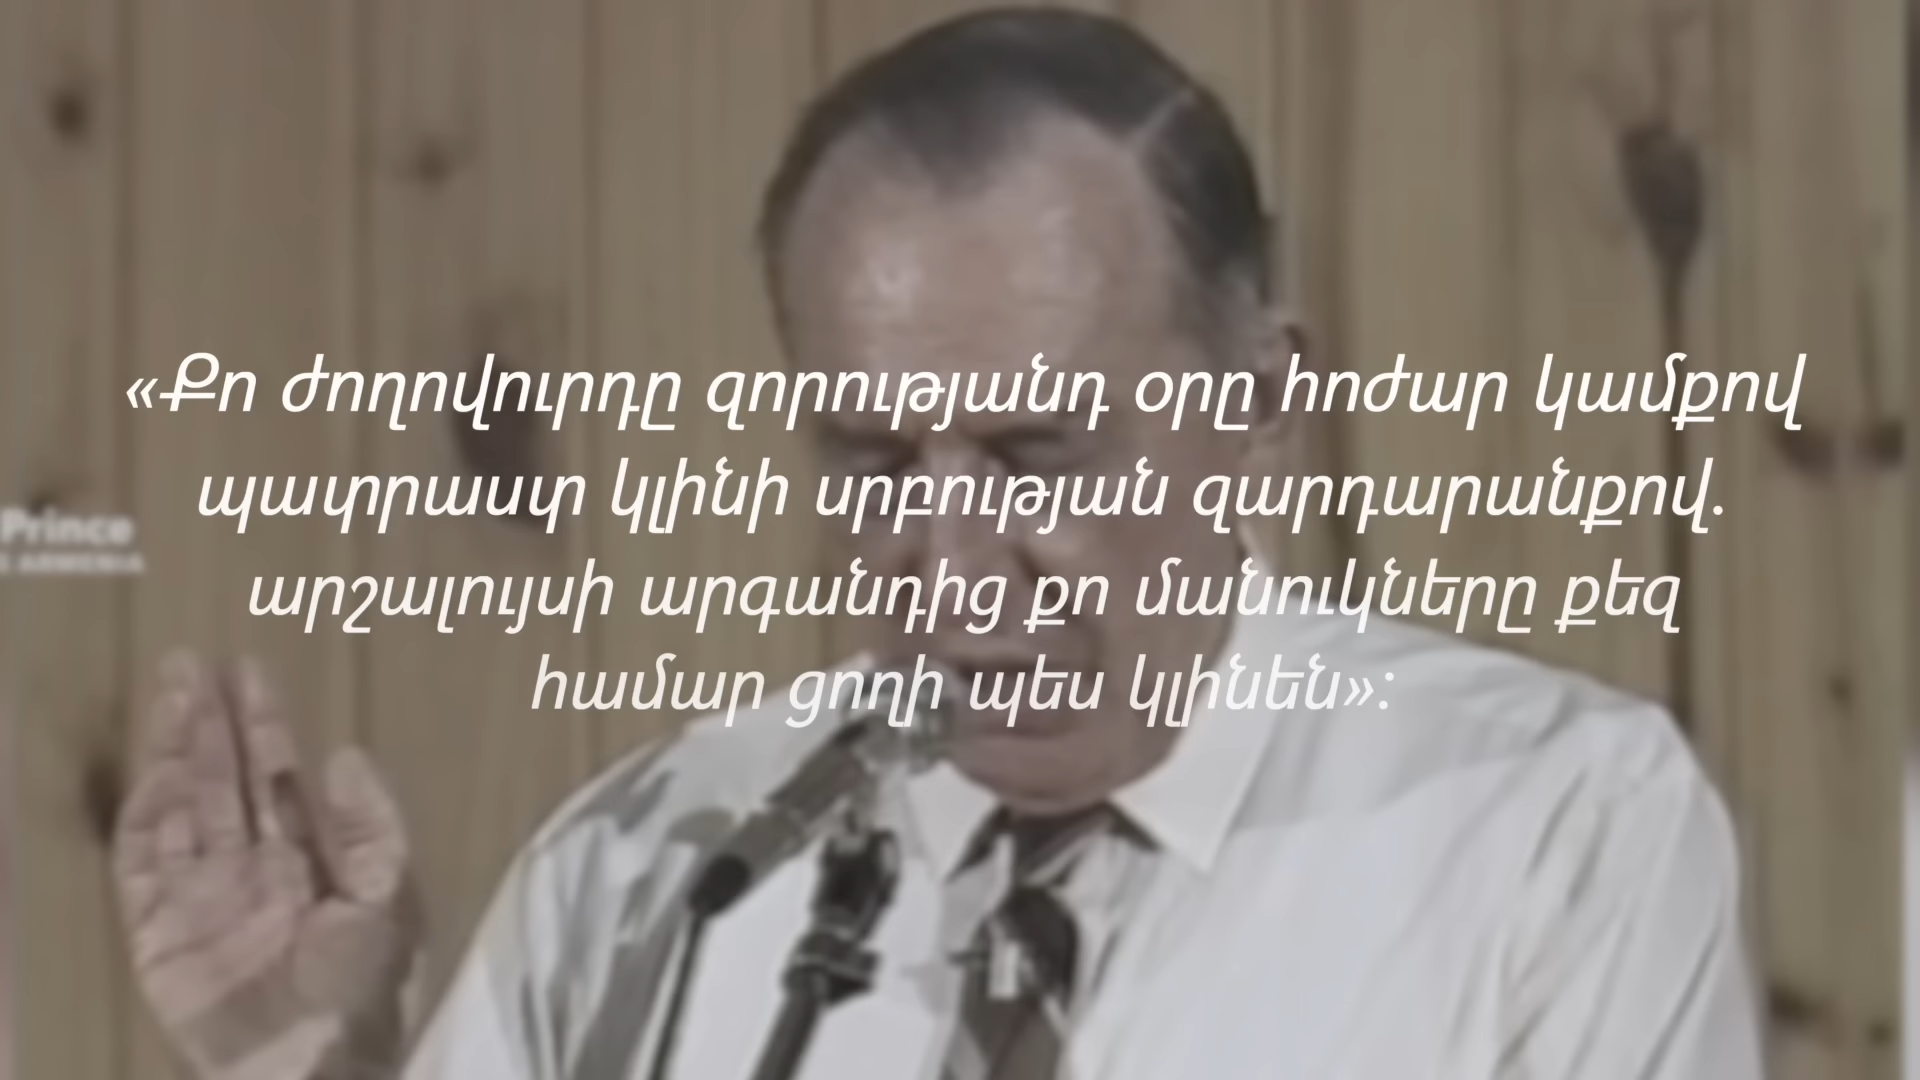 «Քո ժողովուրդը զորությանդ օրը հոժար կամքով
պատրաստ կլինի սրբության զարդարանքով.
արշալույսի արգանդից քո մանուկները քեզ
համար ցողի պես կլինեն»:
Prince
ARMENIA